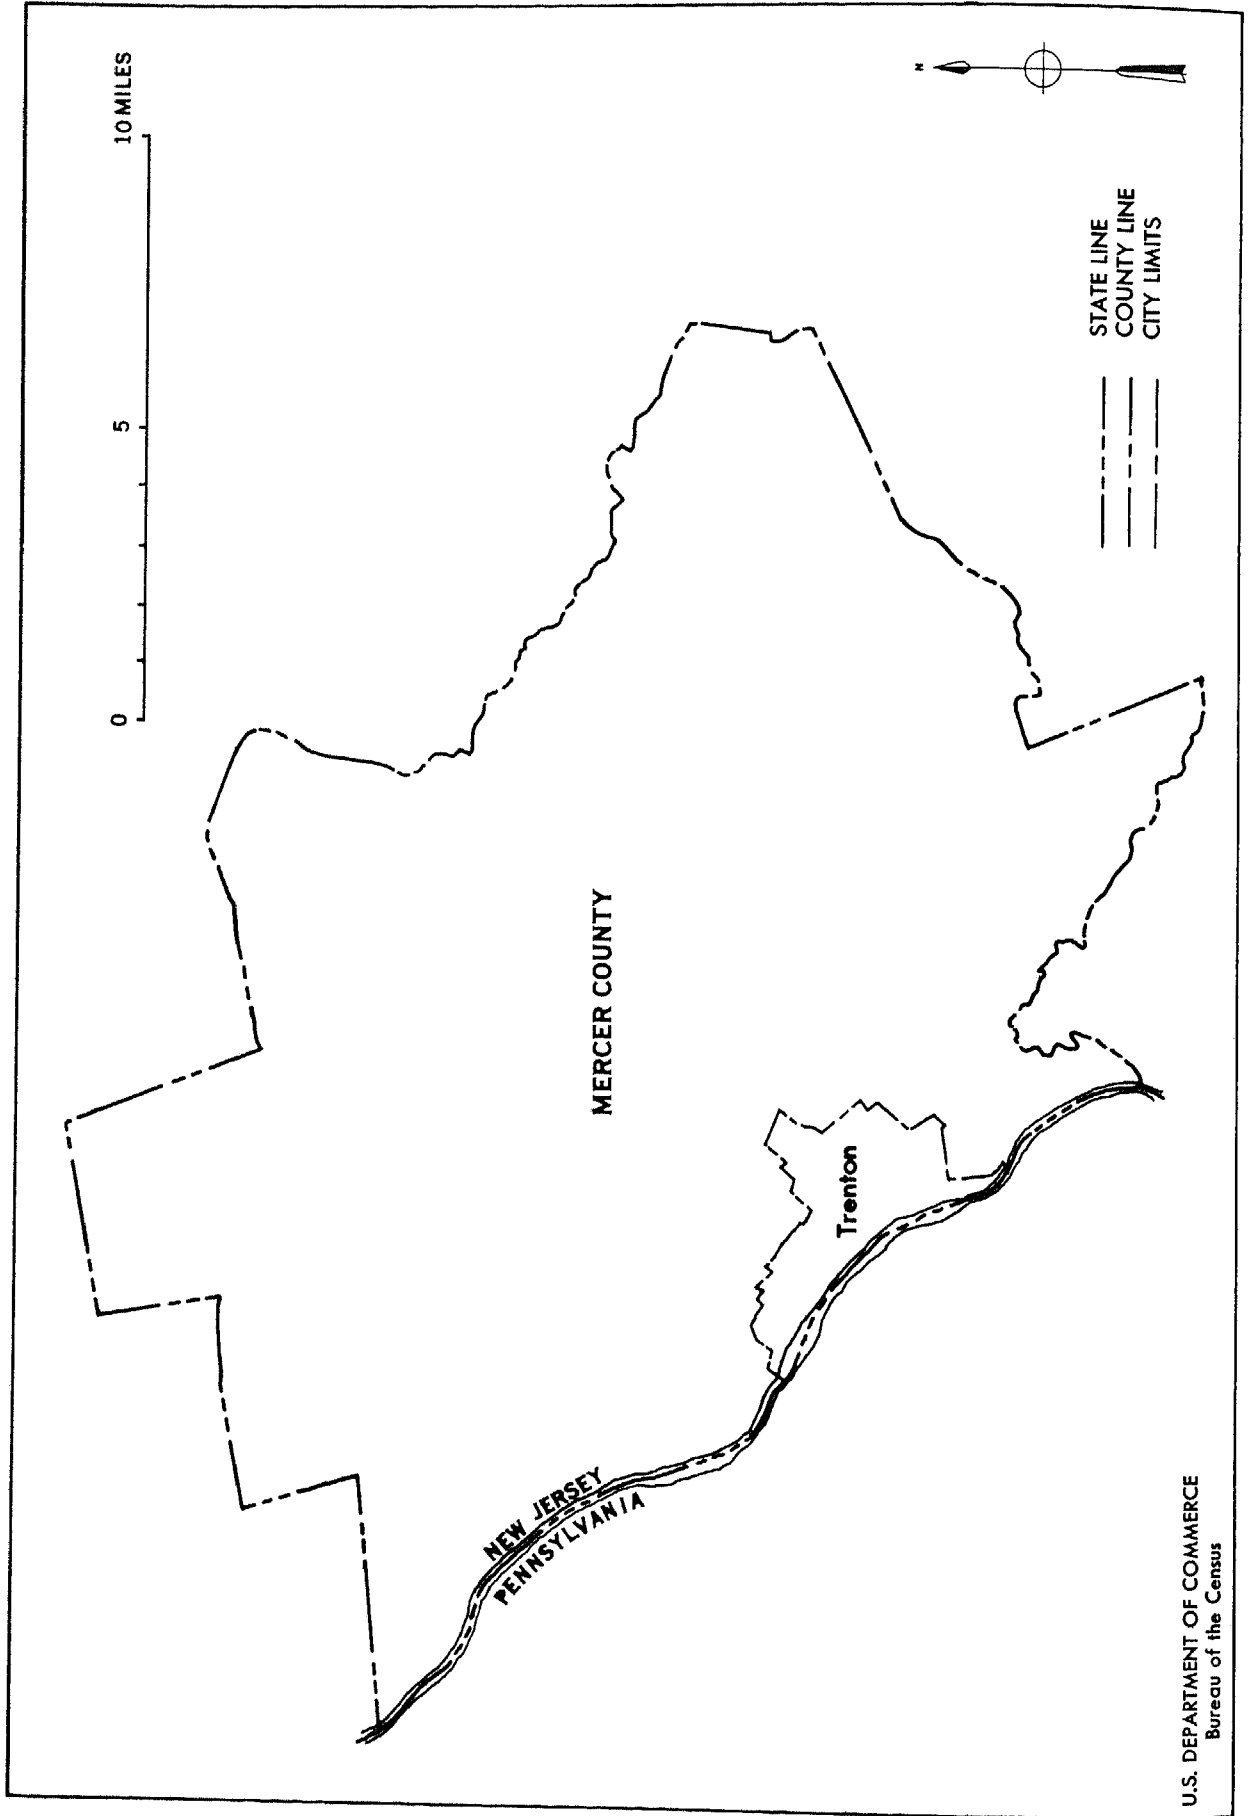 0
5
10 MILES
N
NEW JERSEY
PENNSYLVANIA
MERCER COUNTY
Trenton
STATE LINE
COUNTY LINE
CITY LIMITS
U.S. DEPARTMENT OF COMMERCE
Bureau of the Census